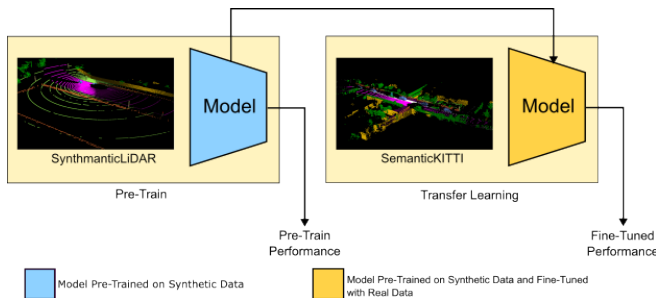 Model
SynthmanticLiDAR
Pre-Train
Model
SemanticKITTI
Transfer Learning
Pre-Train
Performance
Fine-Tuned
Performance
Model Pre-Trained on Synthetic Data
Model Pre-Trained on Synthetic Data and Fine-Tuned
with Real Data